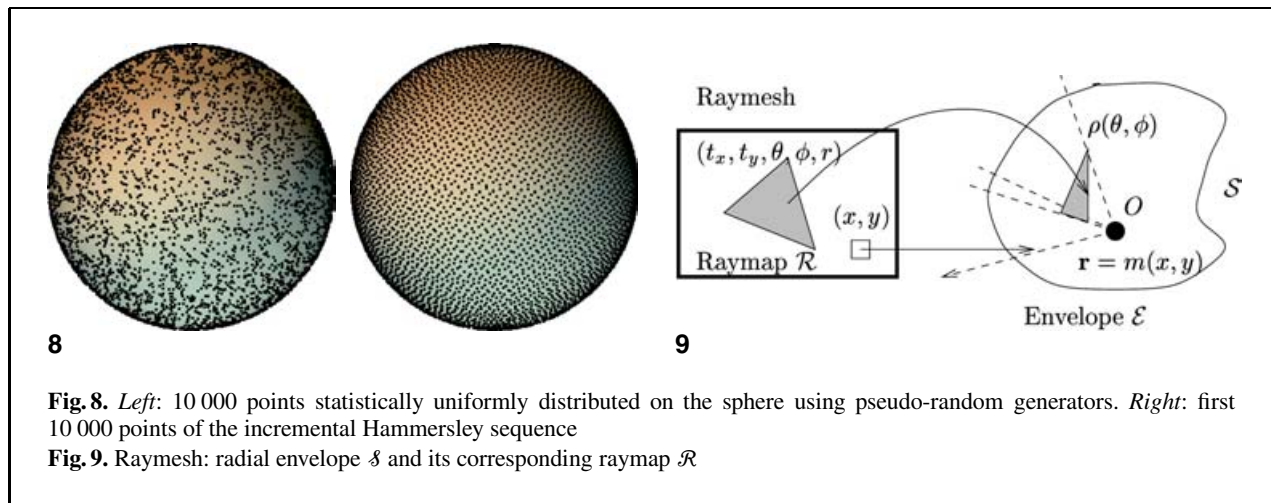 Raymesh
(t_x, t_y, θ, ϕ, r)
(x, y)
Raymap ℛ
ρ(θ, ϕ)
𝒮
O
r = m(x, y)
Envelope ℰ
8
9
Fig. 8. Left: 10 000 points statistically uniformly distributed on the sphere using pseudo-random generators. Right: first
10 000 points of the incremental Hammersley sequence
Fig. 9. Raymesh: radial envelope 𝒮 and its corresponding raymap ℛ